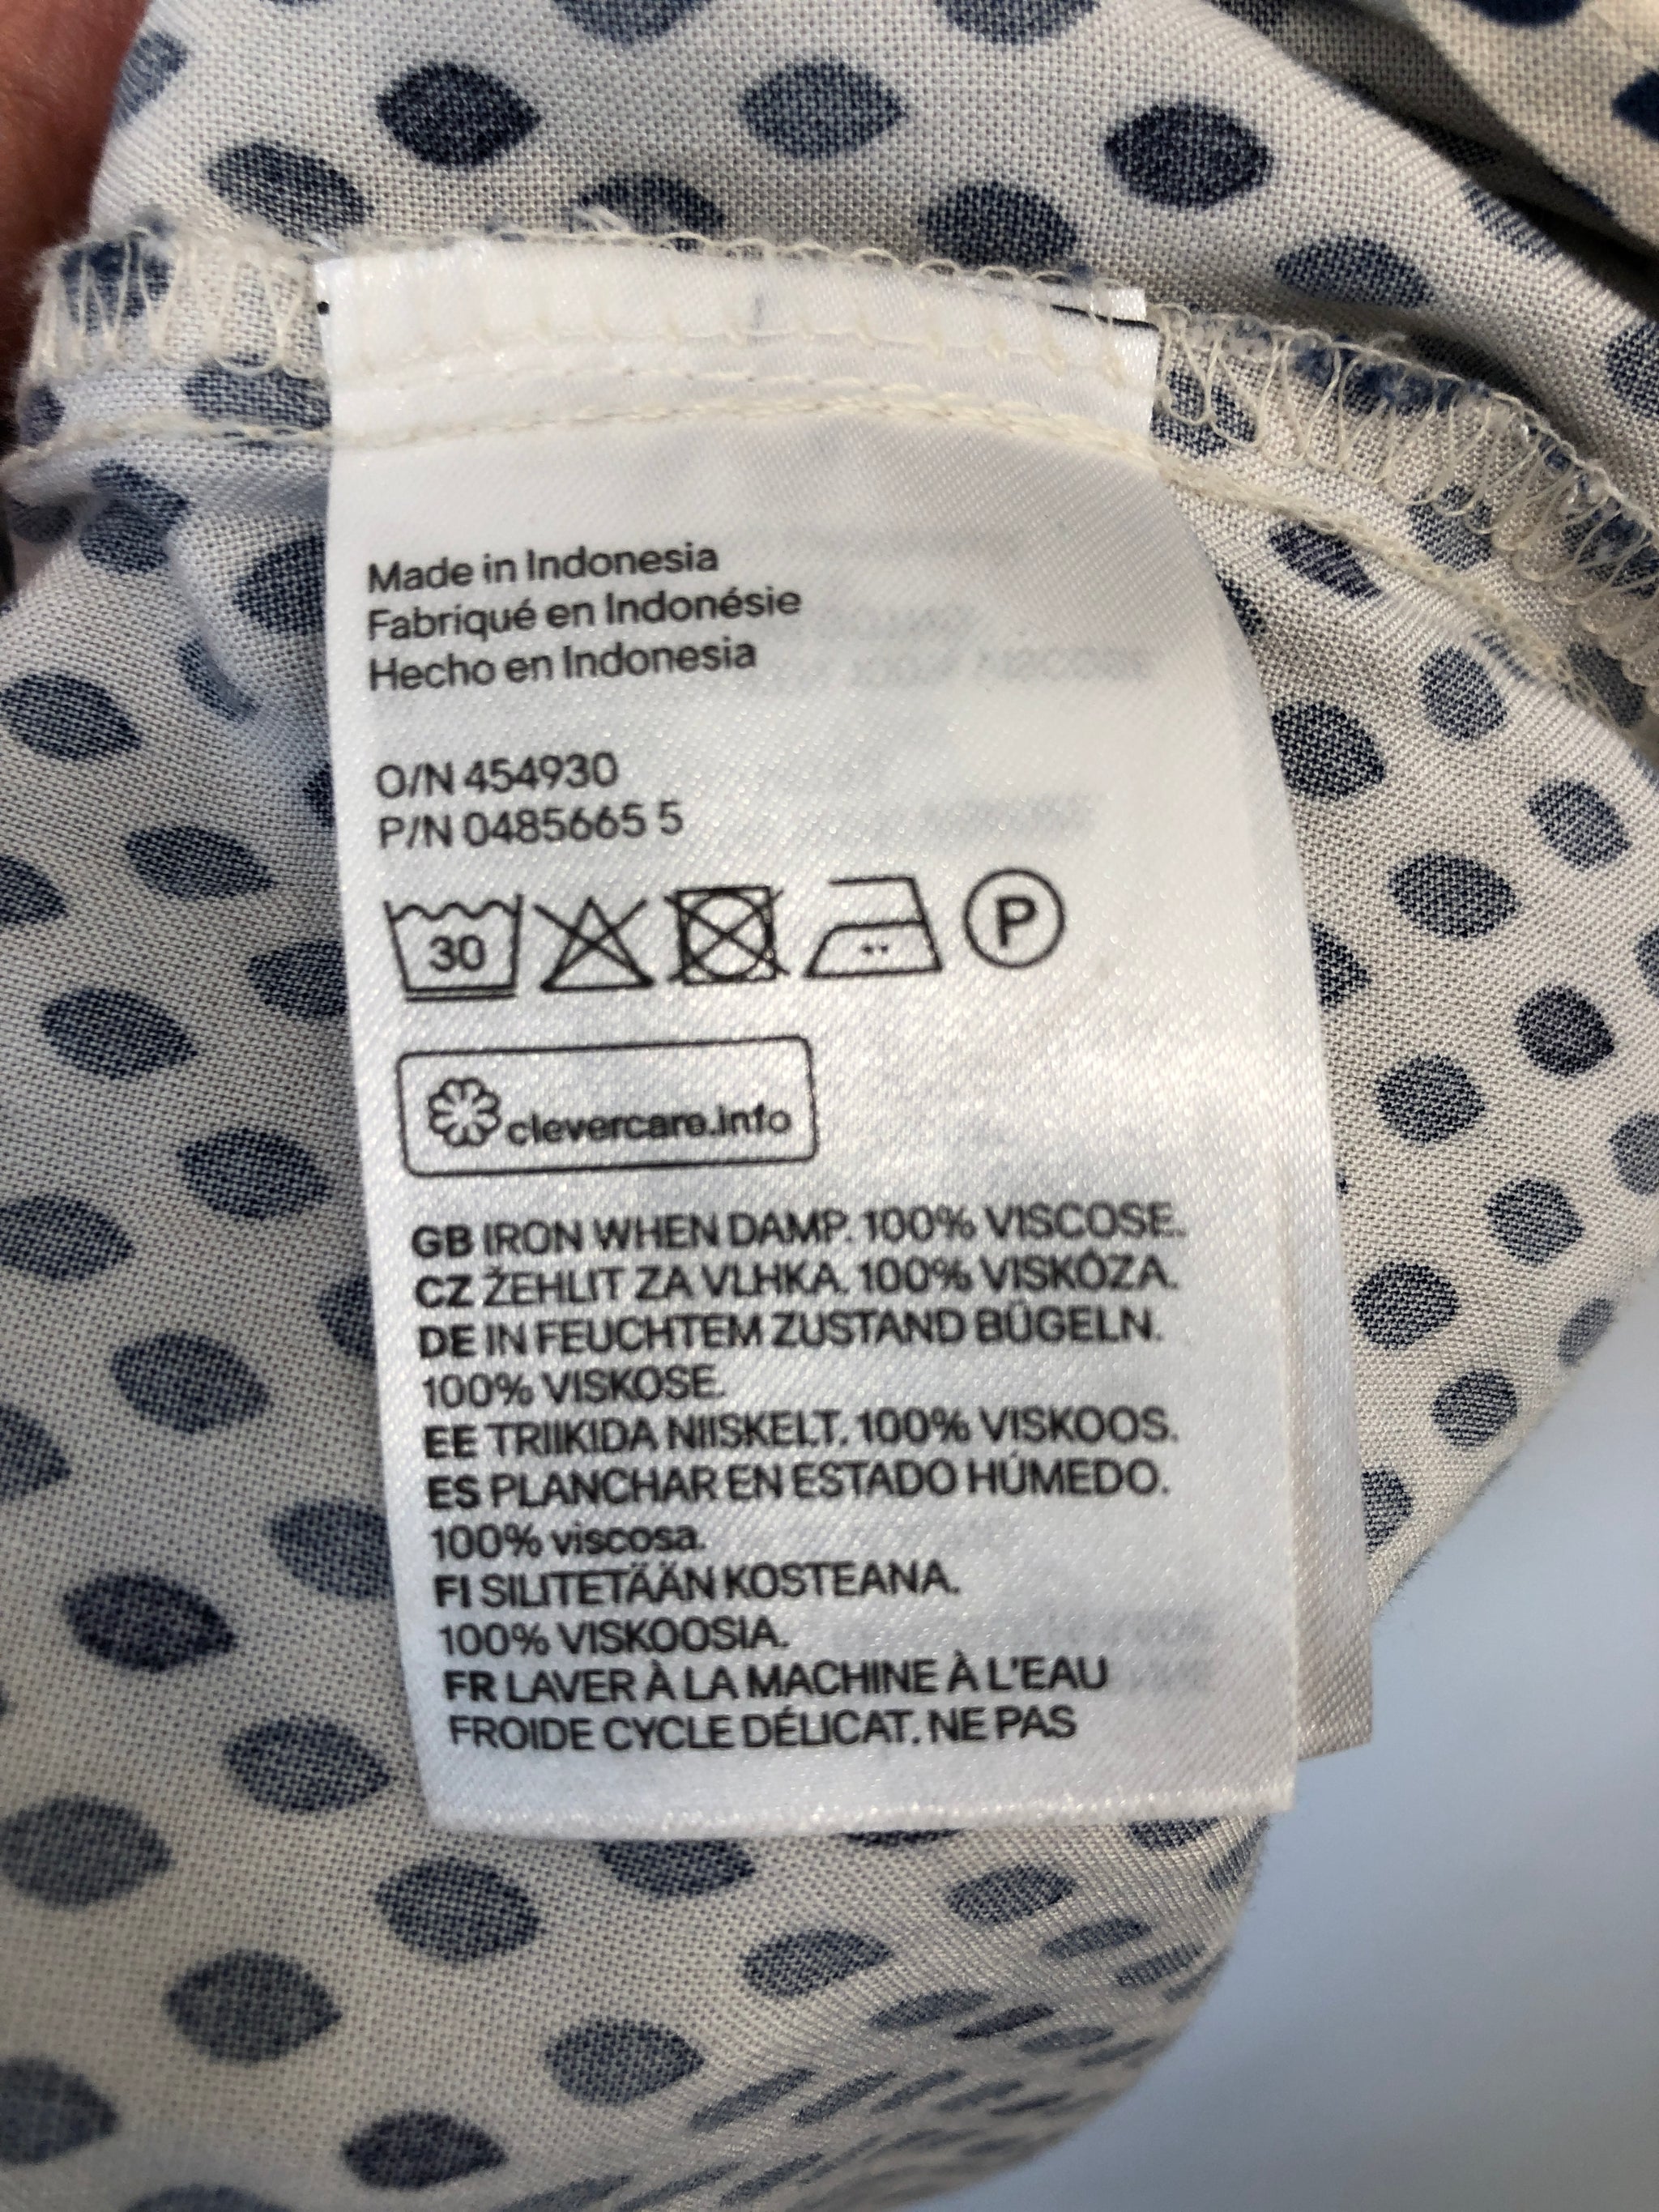 Made in Indonesia
Fabriqué en Indonésie
Hecho en Indonesia
O/N 454930
P/N 0485665 5
30 P
clevercare.info
GB IRON WHEN DAMP. 100% VISCOSE.
CZ ŽEHLIT ZA VLHKA. 100% VISKÓZA.
DE IN FEUCHTEM ZUSTAND BÜGELN.
100% VISKOSE.
EE TRIIKIDA NIISKELT. 100% VISKOOS.
ES PLANCHAR EN ESTADO HÚMEDO.
100% viscosa.
FI SILITETÄÄN KOSTEANA.
100% VISKOOSIA.
FR LAVER À LA MACHINE À L'EAU
FROIDE CYCLE DÉLICAT. NE PAS